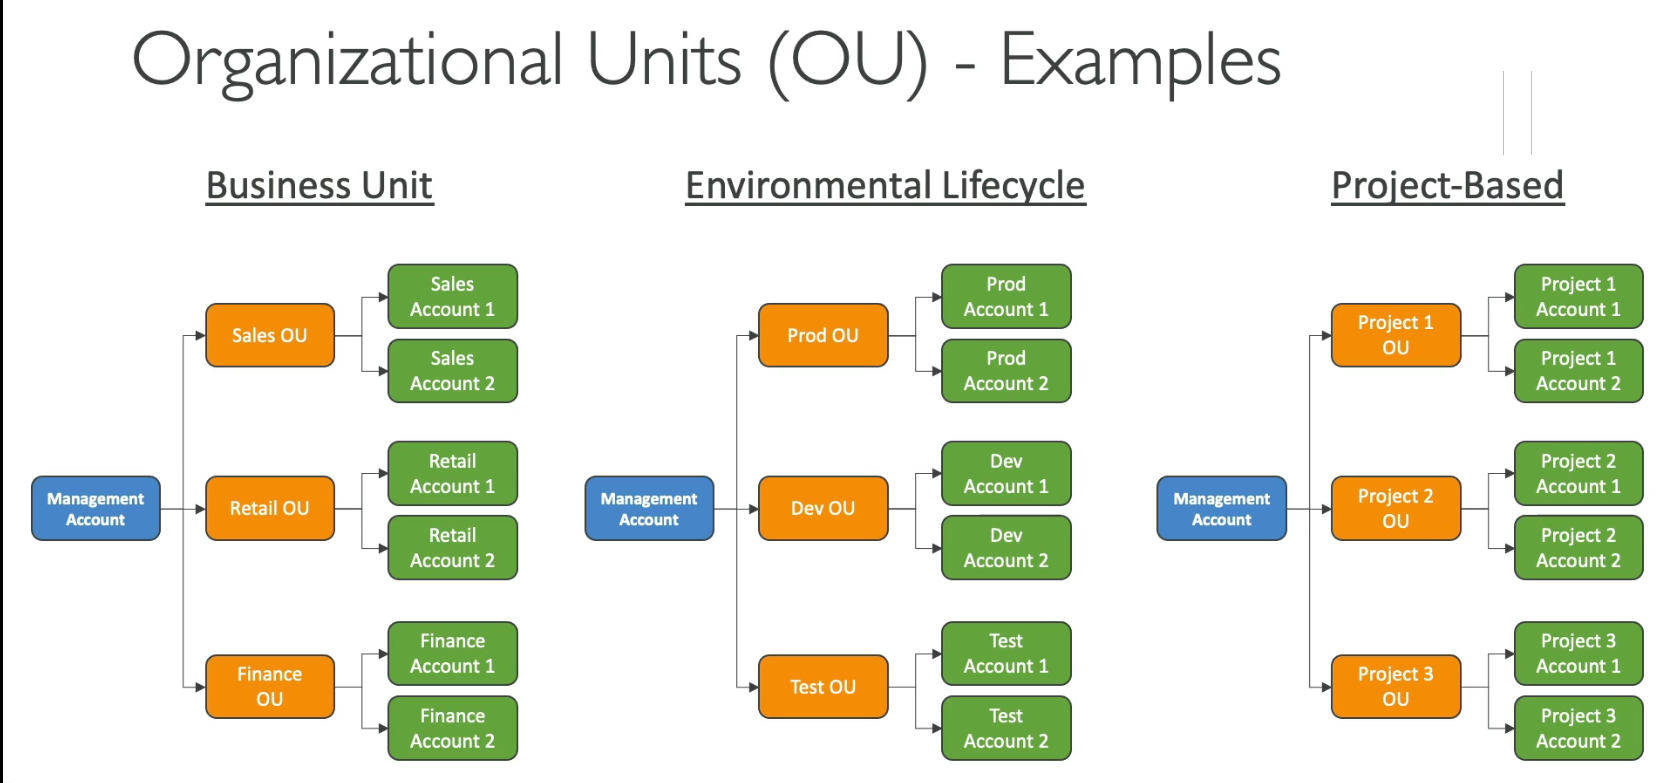 Organizational Units (OU) - Examples
Business Unit
Management
Account
Sales OU
Sales
Account 1
Sales
Account 2
Retail OU
Retail
Account 1
Retail
Account 2
Finance
OU
Finance
Account 1
Finance
Account 2
Environmental Lifecycle
Management
Account
Prod OU
Prod
Account 1
Prod
Account 2
Dev OU
Dev
Account 1
Dev
Account 2
Test OU
Test
Account 1
Test
Account 2
Project-Based
Management
Account
Project 1
OU
Project 1
Account 1
Project 1
Account 2
Project 2
OU
Project 2
Account 1
Project 2
Account 2
Project 3
OU
Project 3
Account 1
Project 3
Account 2